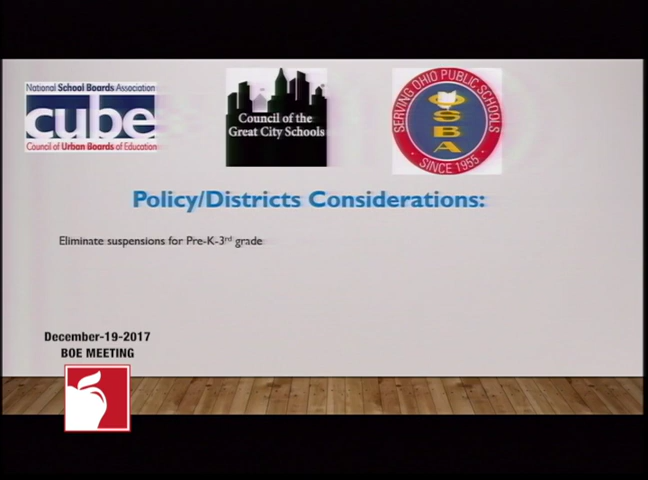 National School Boards Association
cube
Council of Urban Boards of Education
Council of the
Great City Schools
SERVING OHIO PUBLIC SCHOOLS
OSBA
· SINCE 1955 ·
Policy/Districts Considerations:
Eliminate suspensions for Pre-K-3rd grade
December-19-2017
BOE MEETING